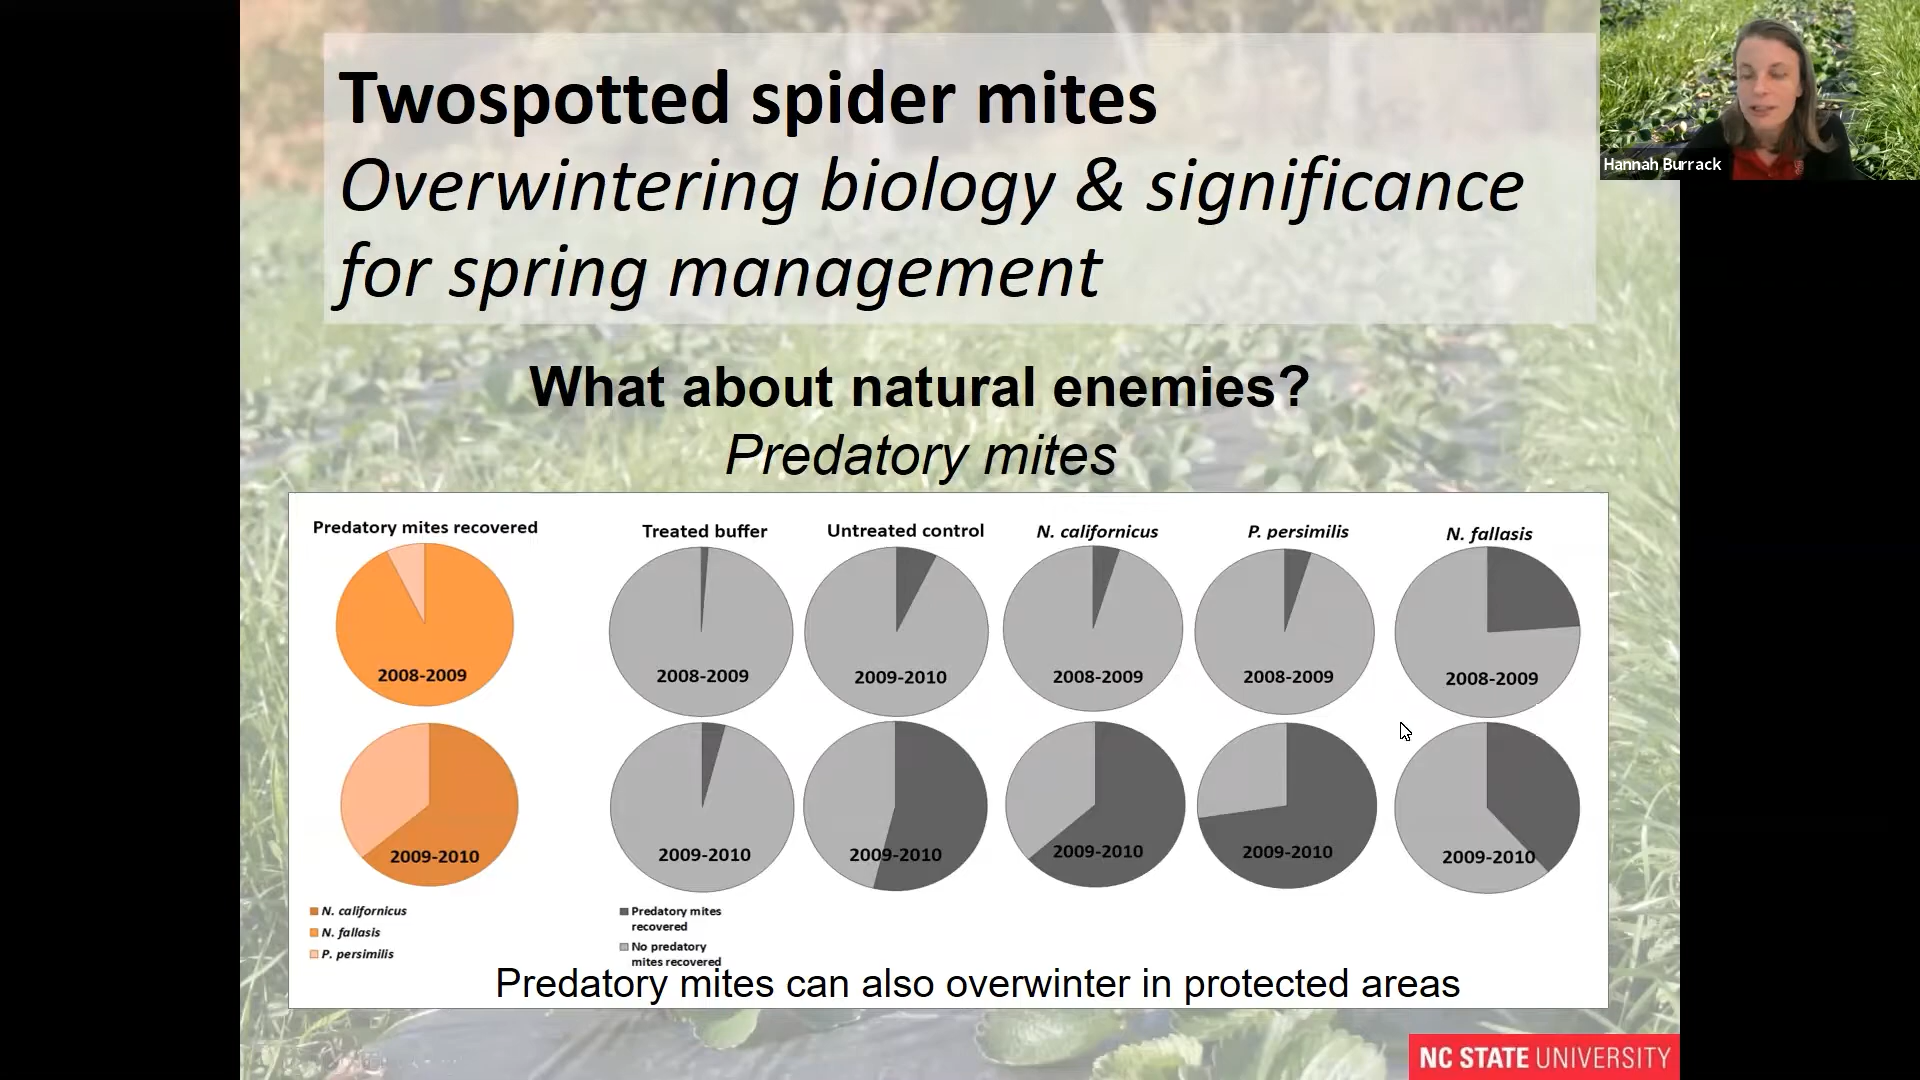 Twospotted spider mites
Overwintering biology & significance
for spring management
Hannah Burrack
What about natural enemies?
Predatory mites
Predatory mites recovered
Treated buffer
Untreated control
N. californicus
P. persimilis
N. fallasis
2008-2009
2008-2009
2009-2010
2008-2009
2008-2009
2008-2009
2009-2010
2009-2010
2009-2010
2009-2010
2009-2010
2009-2010
N. californicus
N. fallasis
P. persimilis
Predatory mites
recovered
No predatory
mites recovered
Predatory mites can also overwinter in protected areas
NC STATE UNIVERSITY